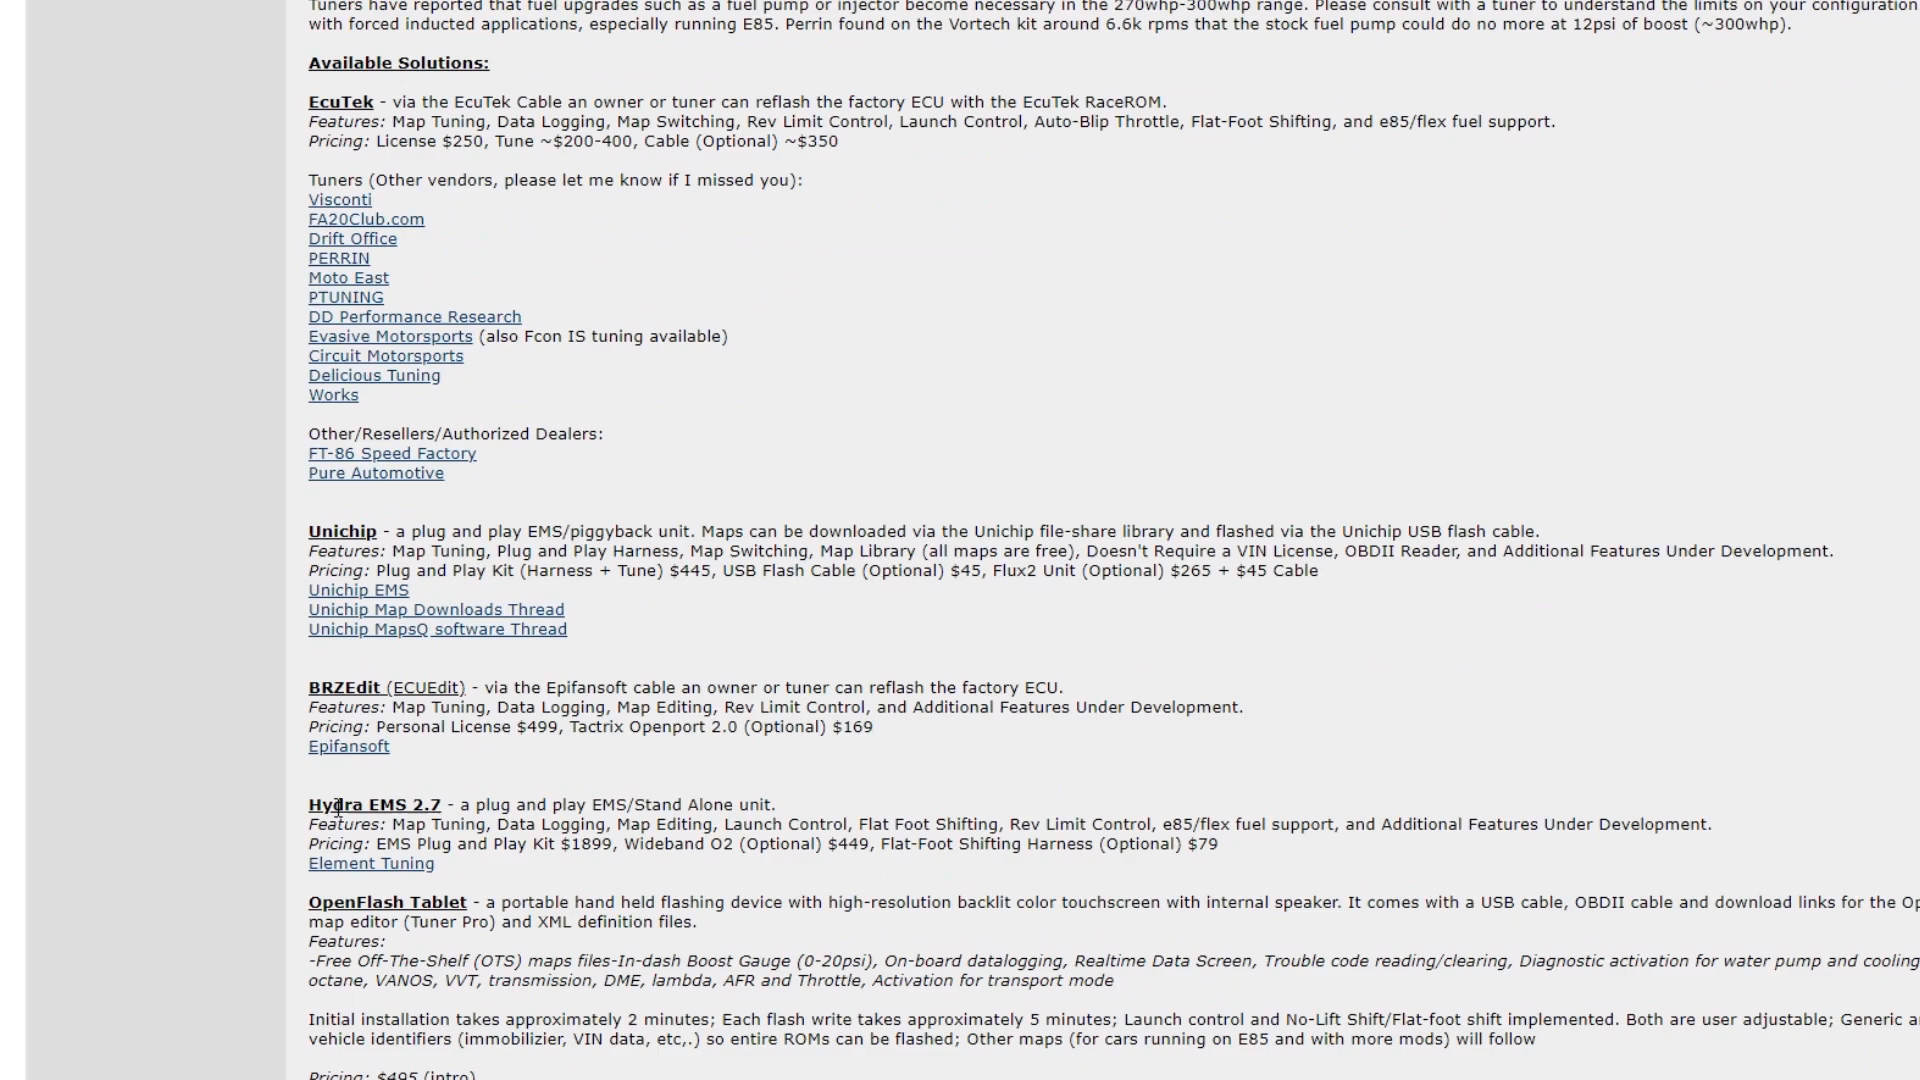 Tuners have reported that fuel upgrades such as a fuel pump or injector become necessary in the 270whp-300whp range. Please consult with a tuner to understand the limits on your configuration
with forced inducted applications, especially running E85. Perrin found on the Vortech kit around 6.6k rpms that the stock fuel pump could do no more at 12psi of boost (~300whp).
Available Solutions:
EcuTek - via the EcuTek Cable an owner or tuner can reflash the factory ECU with the EcuTek RaceROM.
Features: Map Tuning, Data Logging, Map Switching, Rev Limit Control, Launch Control, Auto-Blip Throttle, Flat-Foot Shifting, and e85/flex fuel support.
Pricing: License $250, Tune ~$200-400, Cable (Optional) ~$350
Tuners (Other vendors, please let me know if I missed you):
Visconti
FA20Club.com
Drift Office
PERRIN
Moto East
PTUNING
DD Performance Research
Evasive Motorsports (also Fcon IS tuning available)
Circuit Motorsports
Delicious Tuning
Works
Other/Resellers/Authorized Dealers:
FT-86 Speed Factory
Pure Automotive
Unichip - a plug and play EMS/piggyback unit. Maps can be downloaded via the Unichip file-share library and flashed via the Unichip USB flash cable.
Features: Map Tuning, Plug and Play Harness, Map Switching, Map Library (all maps are free), Doesn't Require a VIN License, OBDII Reader, and Additional Features Under Development.
Pricing: Plug and Play Kit (Harness + Tune) $445, USB Flash Cable (Optional) $45, Flux2 Unit (Optional) $265 + $45 Cable
Unichip EMS
Unichip Map Downloads Thread
Unichip MapsQ software Thread
BRZEdit (ECUEdit) - via the Epifansoft cable an owner or tuner can reflash the factory ECU.
Features: Map Tuning, Data Logging, Map Editing, Rev Limit Control, and Additional Features Under Development.
Pricing: Personal License $499, Tactrix Openport 2.0 (Optional) $169
Epifansoft
Hydra EMS 2.7 - a plug and play EMS/Stand Alone unit.
Features: Map Tuning, Data Logging, Map Editing, Launch Control, Flat Foot Shifting, Rev Limit Control, e85/flex fuel support, and Additional Features Under Development.
Pricing: EMS Plug and Play Kit $1899, Wideband O2 (Optional) $449, Flat-Foot Shifting Harness (Optional) $79
Element Tuning
OpenFlash Tablet - a portable hand held flashing device with high-resolution backlit color touchscreen with internal speaker. It comes with a USB cable, OBDII cable and download links for the Op
map editor (Tuner Pro) and XML definition files.
Features:
-Free Off-The-Shelf (OTS) maps files-In-dash Boost Gauge (0-20psi), On-board datalogging, Realtime Data Screen, Trouble code reading/clearing, Diagnostic activation for water pump and cooling
octane, VANOS, VVT, transmission, DME, lambda, AFR and Throttle, Activation for transport mode
Initial installation takes approximately 2 minutes; Each flash write takes approximately 5 minutes; Launch control and No-Lift Shift/Flat-foot shift implemented. Both are user adjustable; Generic a
vehicle identifiers (immobilizier, VIN data, etc,.) so entire ROMs can be flashed; Other maps (for cars running on E85 and with more mods) will follow
Pricing: $495 (intro)